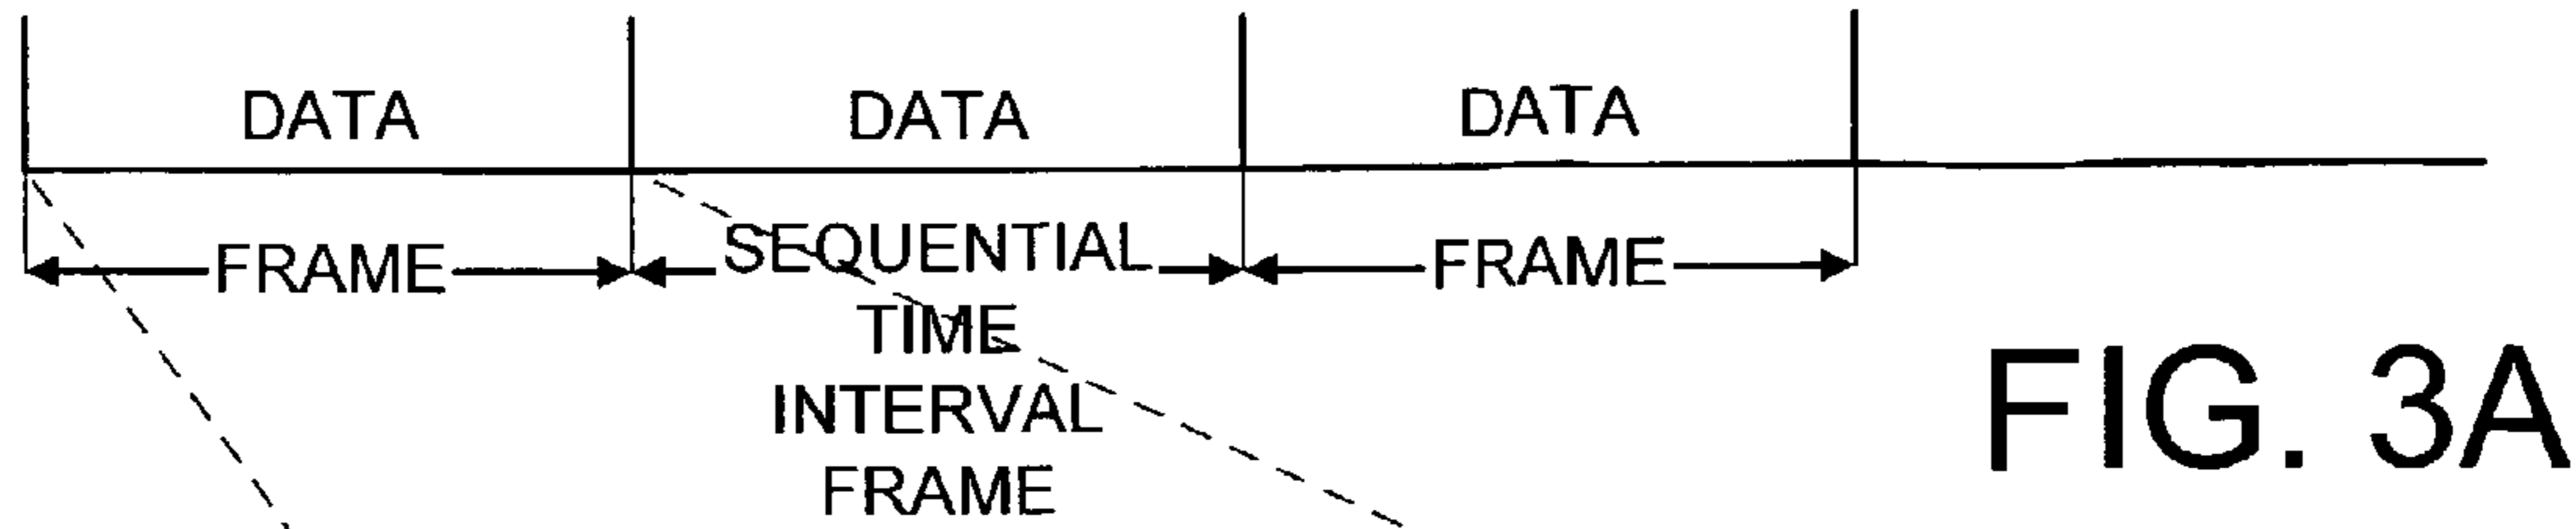 DATA DATA DATA
FRAME SEQUENTIAL TIME INTERVAL FRAME FRAME
FIG. 3A